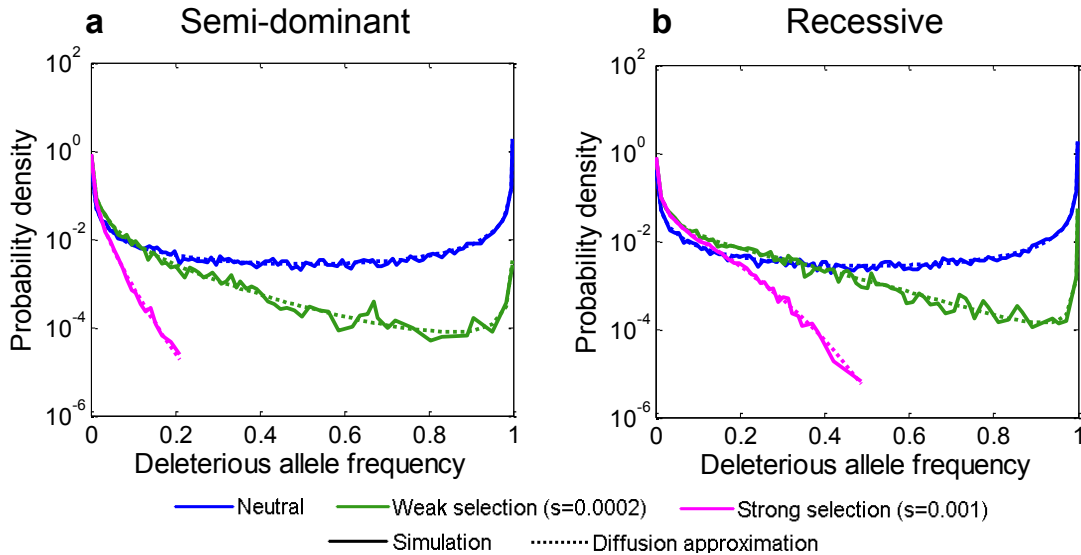 a Semi-dominant
b Recessive
10^2
10^0
10^-2
10^-4
10^-6
Probability density
0 0.2 0.4 0.6 0.8 1
Deleterious allele frequency
10^2
10^0
10^-2
10^-4
10^-6
Probability density
0 0.2 0.4 0.6 0.8 1
Deleterious allele frequency
Neutral Weak selection (s=0.0002) Strong selection (s=0.001)
Simulation Diffusion approximation